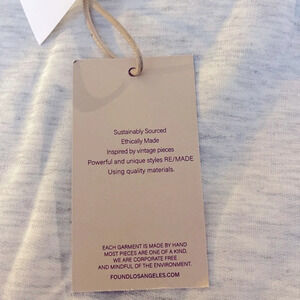 Sustainably Sourced
Ethically Made
Inspired by vintage pieces
Powerful and unique styles RE/MADE
Using quality materials.
EACH GARMENT IS MADE BY HAND
MOST PIECES ARE ONE OF A KIND.
WE ARE CORPORATE FREE
AND MINDFUL OF THE ENVIRONMENT.
FOUNDLOSANGELES.COM